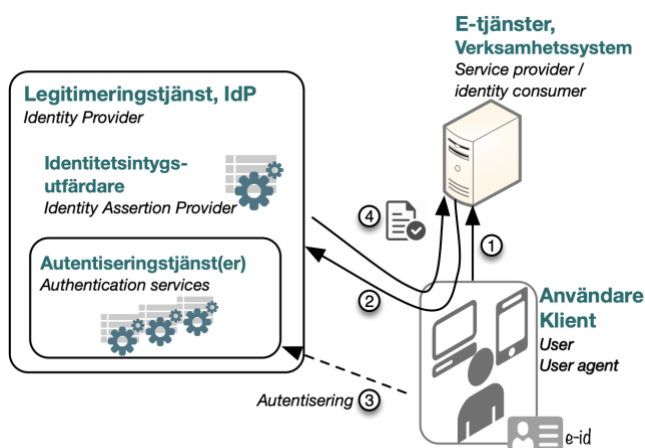 E-tjänster,
Verksamhetssystem
Service provider /
identity consumer
Legitimeringstjänst, IdP
Identity Provider
Identitetsintygs-
utfärdare
Identity Assertion Provider
Autentiseringstjänst(er)
Authentication services
4
1
2
Användare
Klient
User
User agent
Autentisering 3
e-id